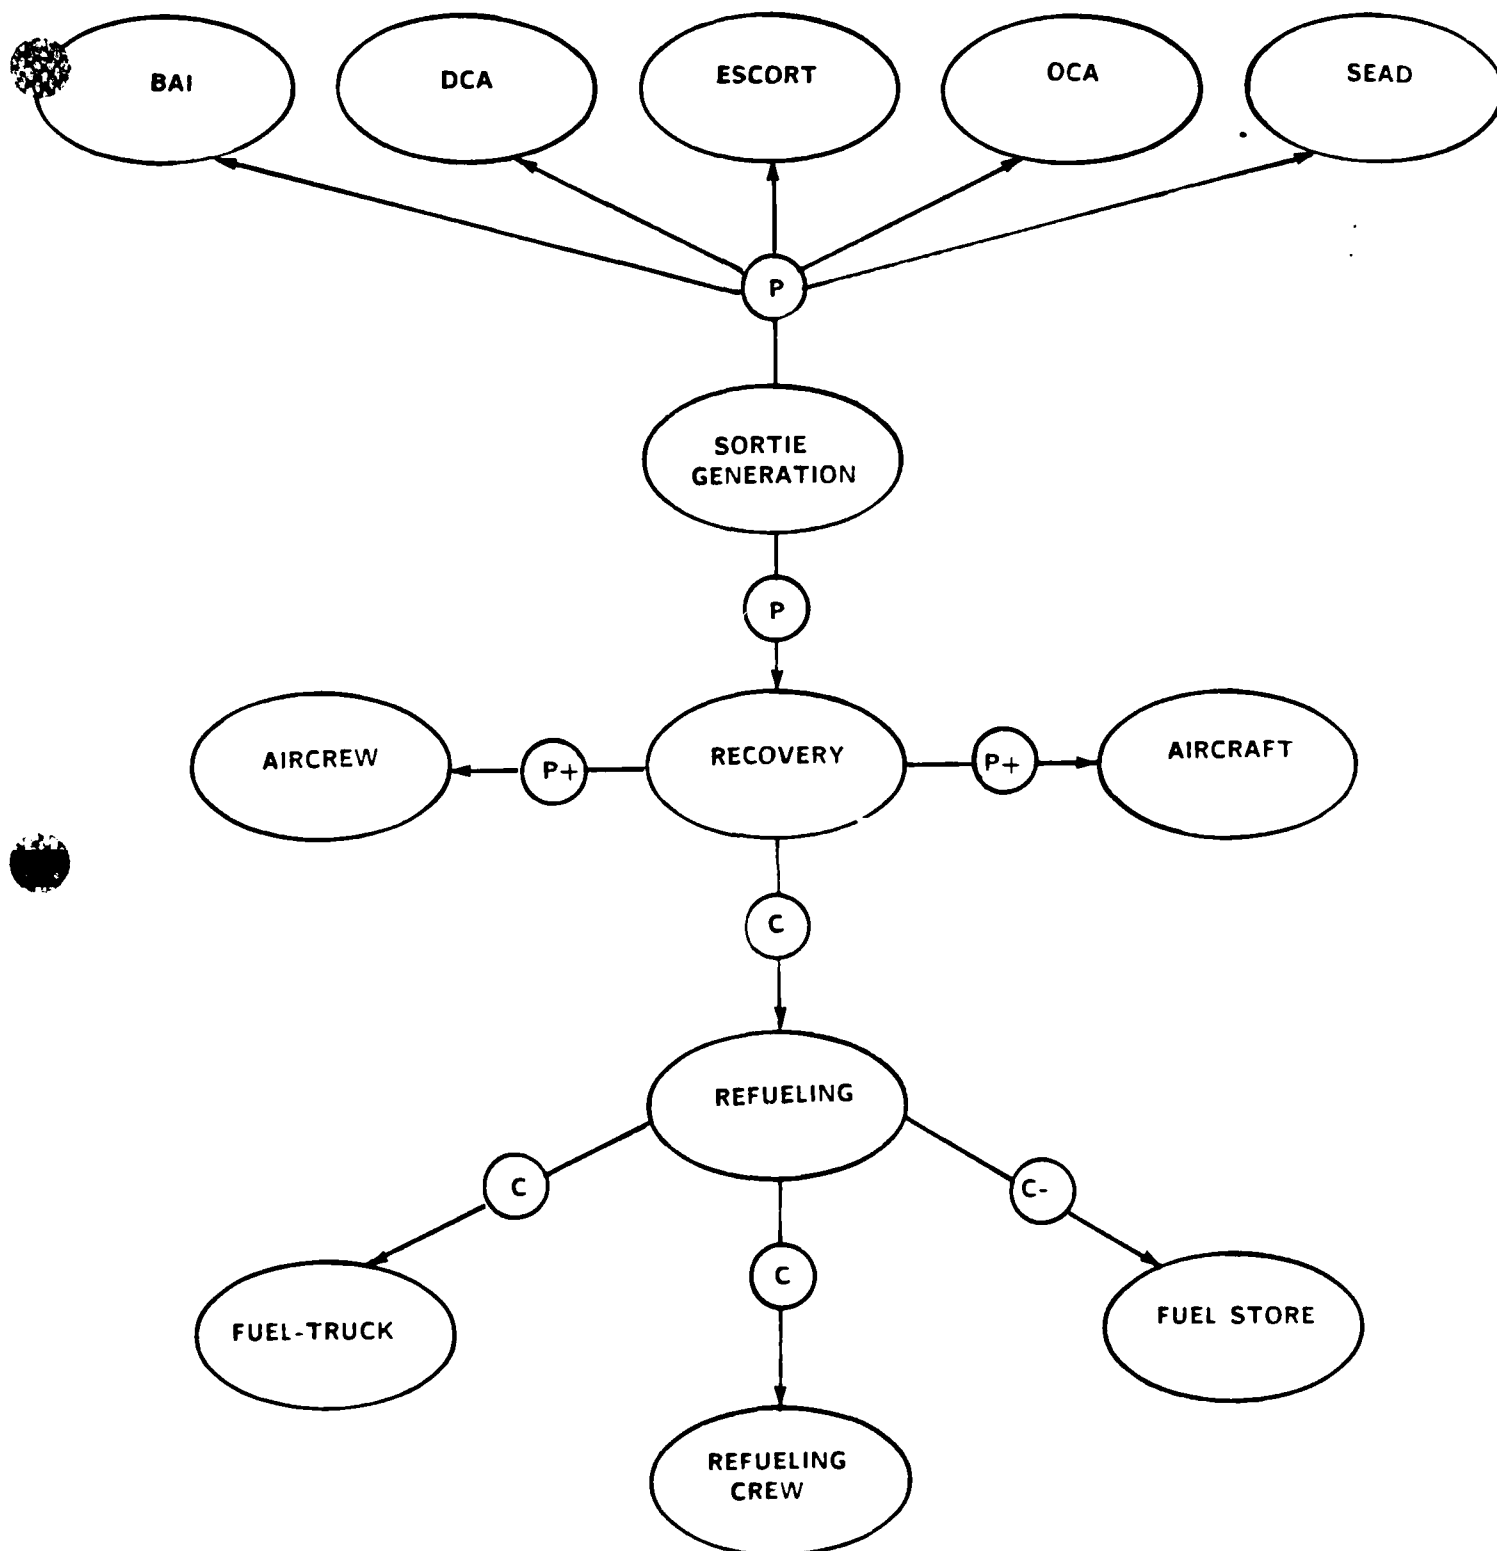 BAI
DCA
ESCORT
OCA
SEAD
P
SORTIE
GENERATION
P
AIRCREW
P+
RECOVERY
P+
AIRCRAFT
C
REFUELING
C
C-
C
FUEL-TRUCK
FUEL STORE
REFUELING
CREW